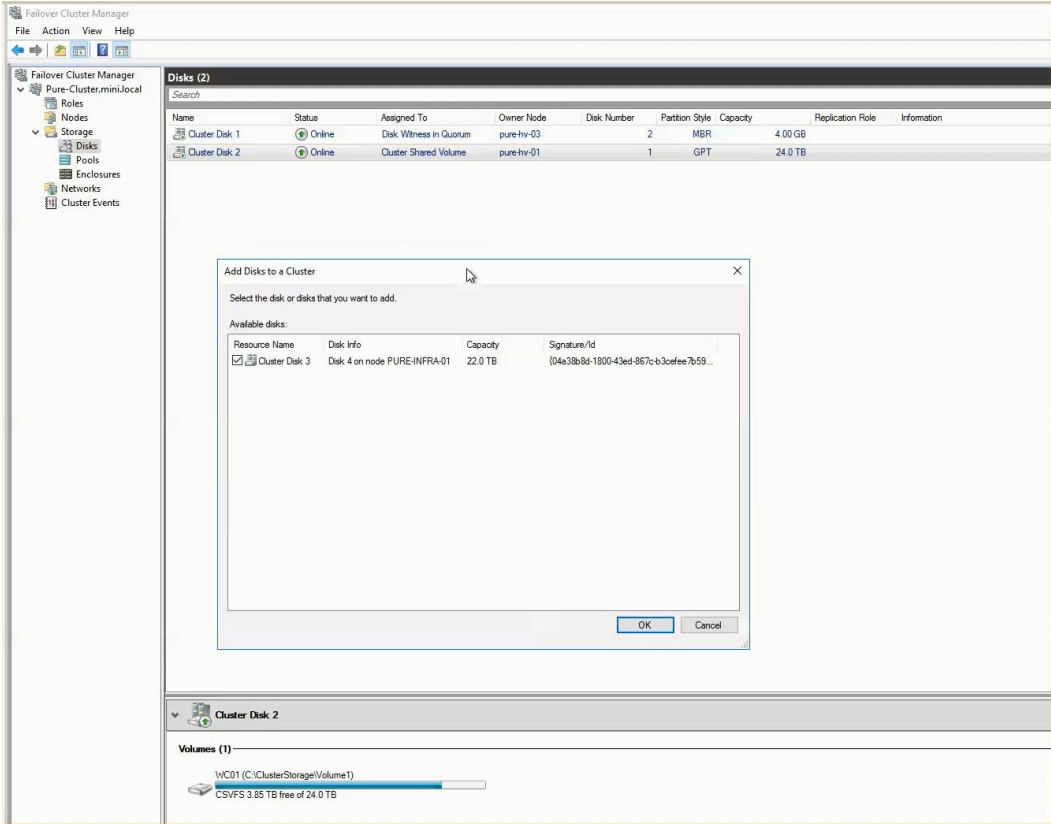 Failover Cluster Manager
File Action View Help
Failover Cluster Manager
Pure-Cluster.mini.local
Roles
Nodes
Storage
Disks
Pools
Enclosures
Networks
Cluster Events
Disks (2)
Search
Name Status Assigned To Owner Node Disk Number Partition Style Capacity Replication Role Information
Cluster Disk 1 Online Disk Witness in Quorum pure-hv-03 2 MBR 4.00 GB
Cluster Disk 2 Online Cluster Shared Volume pure-hv-01 1 GPT 24.0 TB
Add Disks to a Cluster
Select the disk or disks that you want to add.
Available disks:
Resource Name Disk Info Capacity Signature/Id
Cluster Disk 3 Disk 4 on node PURE-INFRA-01 22.0 TB {04a38b8d-1800-43ed-867c-b3cefee7b59...
OK Cancel
Cluster Disk 2
Volumes (1)
WC01 (C:\ClusterStorage\Volume1)
CSVFS 3.85 TB free of 24.0 TB